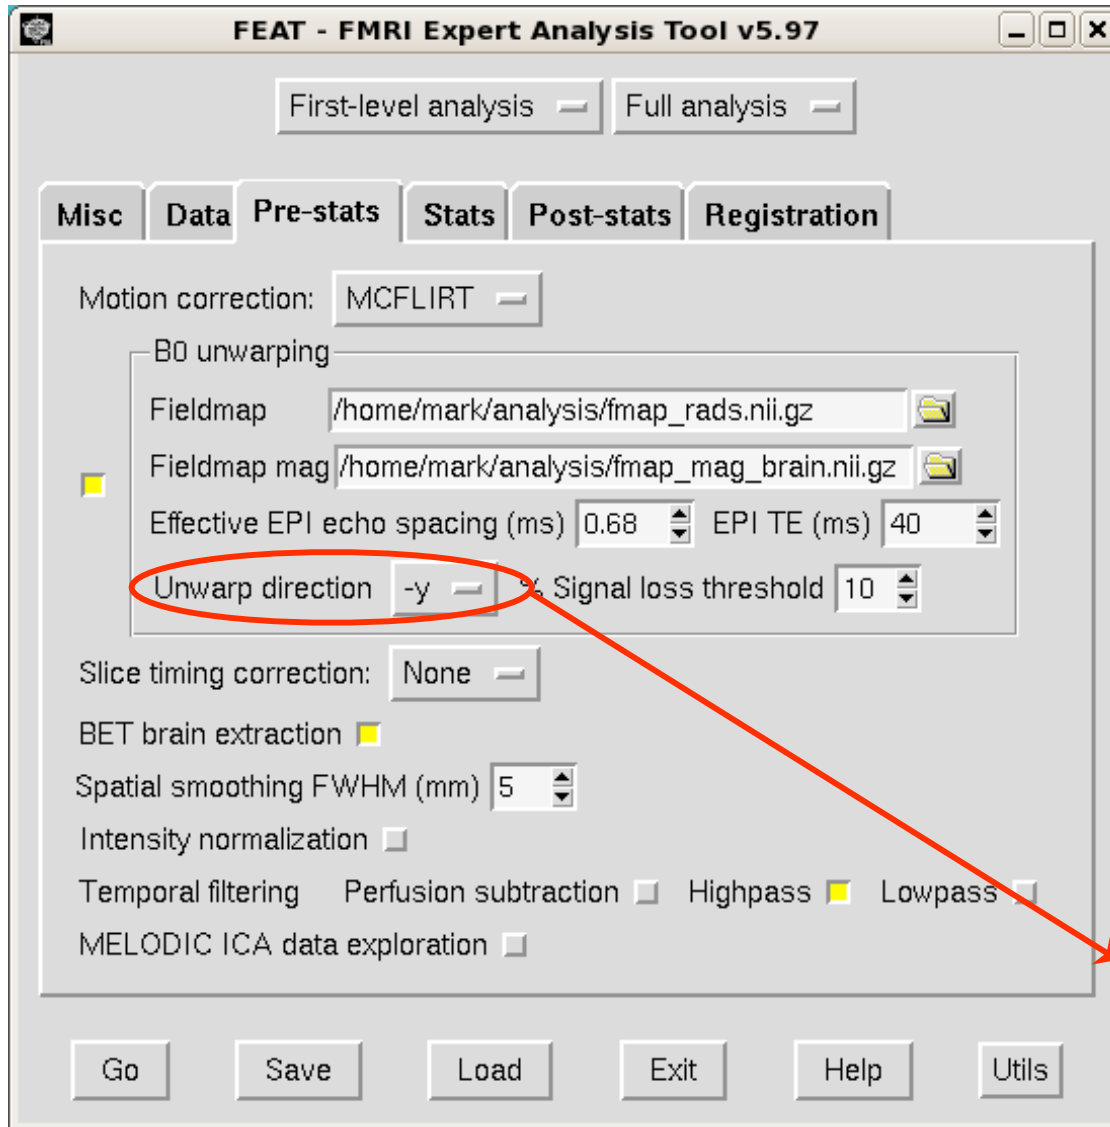 FEAT - FMRI Expert Analysis Tool v5.97
First-level analysis Full analysis
Misc Data Pre-stats Stats Post-stats Registration
Motion correction: MCFLIRT
B0 unwarping
Fieldmap /home/mark/analysis/fmap_rads.nii.gz
Fieldmap mag /home/mark/analysis/fmap_mag_brain.nii.gz
Effective EPI echo spacing (ms) 0.68 EPI TE (ms) 40
Unwarp direction -y % Signal loss threshold 10
Slice timing correction: None
BET brain extraction
Spatial smoothing FWHM (mm) 5
Intensity normalization
Temporal filtering Perfusion subtraction Highpass Lowpass
MELODIC ICA data exploration
Go Save Load Exit Help Utils